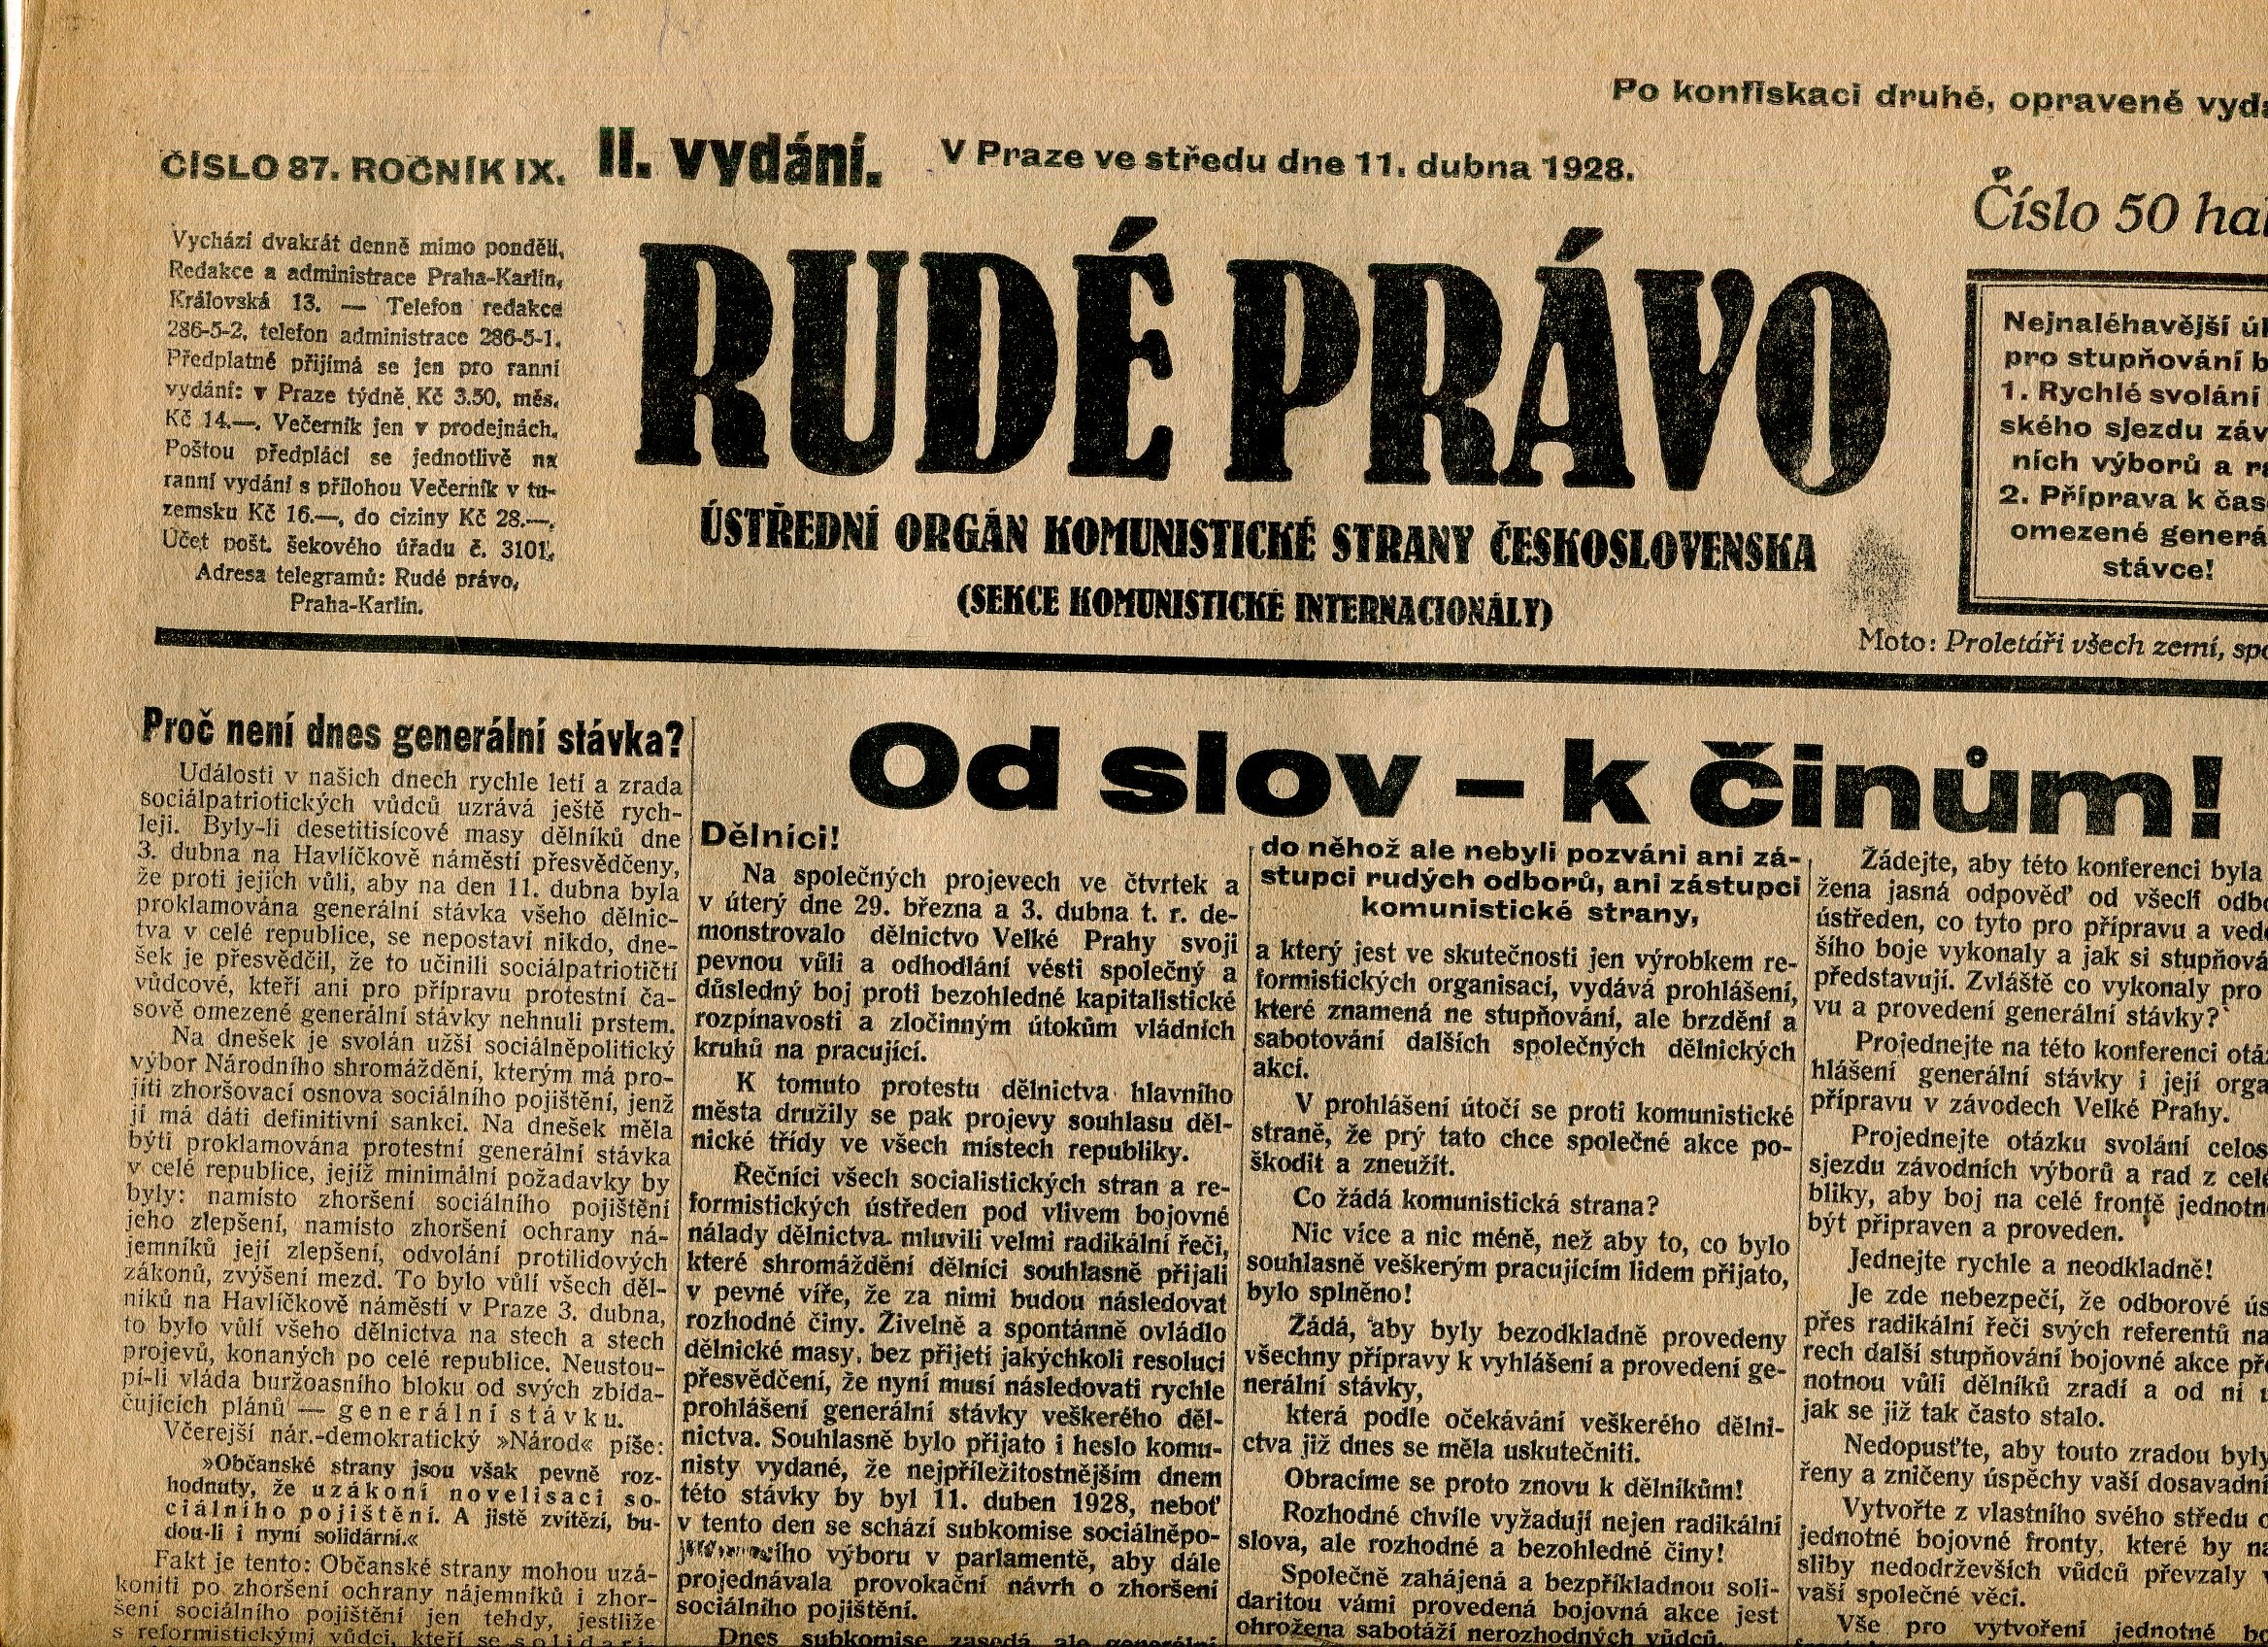 Po konfiskaci druhé, opravené
ČÍSLO 87. ROČNÍK IX. II. vydání. V Praze ve středu dne 11. dubna 1928.
Číslo 50
Vychází dvakrát denně mimo pondělí,
Redakce a administrace Praha-Karlín,
Královská 13. — Telefon redakce
286-5-2, telefon administrace 286-5-1.
Předplatné přijímá se jen pro ranní
vydání: v Praze týdně Kč 3.50, měs.
Kč 14.—. Večerník jen v prodejnách.
Poštou předplácí se jednotlivě na
ranní vydání s přílohou Večerník v tu-
zemsku Kč 16.—, do ciziny Kč 28.—.
Účet pošt. šekového úřadu č. 3101.
Adresa telegramů: Rudé právo,
Praha-Karlín.
RUDÉ PRÁVO
ÚSTŘEDNÍ ORGÁN KOMUNISTICKÉ STRANY ČESKOSLOVENSKA
(SEKCE KOMUNISTICKÉ INTERNACIONÁLY)
Nejnaléhavější
pro stupňování
1. Rychlé svolání
ského sjezdu
ních výborů a
2. Příprava k
omezené
stávce!
Moto: Proletáři všech zemí,
Proč není dnes generální stávka?
Události v našich dnech rychle letí a zrada
sociálpatriotických vůdců uzrává ještě rych-
leji. Byly-li desetitisícové masy dělníků dne
3. dubna na Havlíčkově náměstí přesvědčeny,
že proti jejich vůli, aby na den 11. dubna byla
proklamována generální stávka všeho dělnic-
tva v celé republice, se nepostaví nikdo, dne-
šek je přesvědčil, že to učinili sociálpatriotičtí
vůdcové, kteří ani pro přípravu protestní ča-
sově omezené generální stávky nehnuli prstem.
Na dnešek je svolán užší sociálněpolitický
výbor Národního shromáždění, kterým má pro-
jíti zhoršovací osnova sociálního pojištění, jenž
jí má dáti definitivní sankci. Na dnešek měla
býti proklamována protestní generální stávka
v celé republice, jejíž minimální požadavky by
byly: namísto zhoršení sociálního pojištění
jeho zlepšení, namísto zhoršení ochrany ná-
jemníků její zlepšení, odvolání protilidových
zákonů, zvýšení mezd. To bylo vůlí všech děl-
níků na Havlíčkově náměstí v Praze 3. dubna,
to bylo vůlí všeho dělnictva na stech a stech
projevů, konaných po celé republice. Neustou-
pí-li vláda buržoasního bloku od svých zbída-
čujících plánů — generální stávku.
Včerejší nár.-demokratický »Národ« píše:
»Občanské strany jsou však pevně roz-
hodnuty, že uzákoní novelisaci so-
ciálního pojištění. A jistě zvítězí, bu-
dou-li i nyní solidární.«
Fakt je tento: Občanské strany mohou uzá-
koniti po zhoršení ochrany nájemníků i zhor-
šení sociálního pojištění jen tehdy, jestliže
s reformistickými vůdci, kteří se
Od slov – k činům!
Dělníci!
Na společných projevech ve čtvrtek a
v úterý dne 29. března a 3. dubna t. r. de-
monstrovalo dělnictvo Velké Prahy svoji
pevnou vůli a odhodlání vésti společný a
důsledný boj proti bezohledné kapitalistické
rozpínavosti a zločinným útokům vládních
kruhů na pracující.
K tomuto protestu dělnictva hlavního
města družily se pak projevy souhlasu děl-
nické třídy ve všech místech republiky.
Řečníci všech socialistických stran a re-
formistických ústředen pod vlivem bojovné
nálady dělnictva mluvili velmi radikální řeči,
které shromáždění dělníci souhlasně přijali
v pevné víře, že za nimi budou následovat
rozhodné činy. Živelně a spontánně ovládlo
dělnické masy, bez přijetí jakýchkoli resolucí
přesvědčení, že nyní musí následovati rychle
prohlášení generální stávky veškerého děl-
nictva. Souhlasně bylo přijato i heslo komu-
nisty vydané, že nejpříležitostnějším dnem
této stávky by byl 11. duben 1928, neboť
v tento den se schází subkomise sociálněpo-
výboru v parlamentě, aby dále
projednávala provokační návrh o zhoršení
sociálního pojištění.
Dnes subkomise zasedá, ale generální
do něhož ale nebyli pozváni ani zá-
stupci rudých odborů, ani zástupci
komunistické strany,
a který jest ve skutečnosti jen výrobkem re-
formistických organisací, vydává prohlášení,
které znamená ne stupňování, ale brzdění a
sabotování dalších společných dělnických
akcí.
V prohlášení útočí se proti komunistické
straně, že prý tato chce společné akce po-
škodit a zneužít.
Co žádá komunistická strana?
Nic více a nic méně, než aby to, co bylo
souhlasně veškerým pracujícím lidem přijato,
bylo splněno!
Žádá, aby byly bezodkladně provedeny
všechny přípravy k vyhlášení a provedení ge-
nerální stávky,
která podle očekávání veškerého dělni-
ctva již dnes se měla uskutečniti.
Obracíme se proto znovu k dělníkům!
Rozhodné chvíle vyžadují nejen radikální
slova, ale rozhodné a bezohledné činy!
Společně zahájená a bezpříkladnou soli-
daritou vámi provedená bojovná akce jest
ohrožena sabotáží nerozhodných vůdců.
Žádejte, aby této konferenci byla
žena jasná odpověď od všech
ústředen, co tyto pro přípravu a
šího boje vykonaly a jak si
představují. Zvláště co vykonaly pro
vu a provedení generální stávky?
Projednejte na této konferenci
hlášení generální stávky i její
přípravu v závodech Velké Prahy.
Projednejte otázku svolání
sjezdu závodních výborů a rad z
bliky, aby boj na celé frontě
být připraven a proveden.
Jednejte rychle a neodkladně!
Je zde nebezpečí, že odborové
přes radikální řeči svých referentů
rech další stupňování bojovné akce
notnou vůli dělníků zradí a od ní
jak se již tak často stalo.
Nedopusťte, aby touto zradou byly
řeny a zničeny úspěchy vaší
Vytvořte z vlastního svého středu
jednotné bojovné fronty, které by
sliby nedodrževších vůdců převzaly
vaší společné věci.
Vše pro vytvoření jednotné